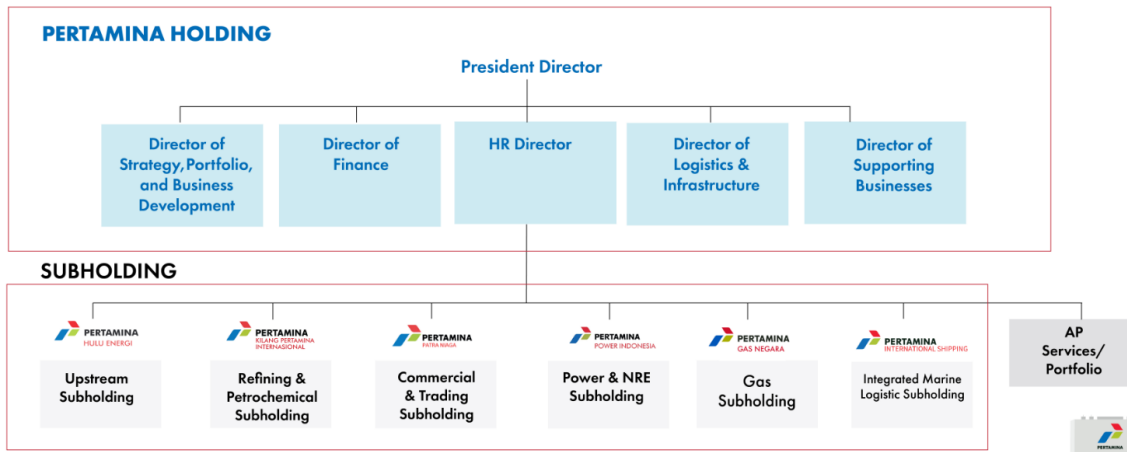 PERTAMINA HOLDING
President Director
Director of
Strategy, Portfolio,
and Business
Development
Director of
Finance
HR Director
Director of
Logistics &
Infrastructure
Director of
Supporting
Businesses
SUBHOLDING
PERTAMINA
HULU ENERGI
Upstream
Subholding
PERTAMINA
KILANG PERTAMINA
INTERNASIONAL
Refining &
Petrochemical
Subholding
PERTAMINA
PATRA NIAGA
Commercial
& Trading
Subholding
PERTAMINA
POWER INDONESIA
Power & NRE
Subholding
PERTAMINA
GAS NEGARA
Gas
Subholding
PERTAMINA
INTERNATIONAL SHIPPING
Integrated Marine
Logistic Subholding
AP
Services/
Portfolio
PERTAMINA